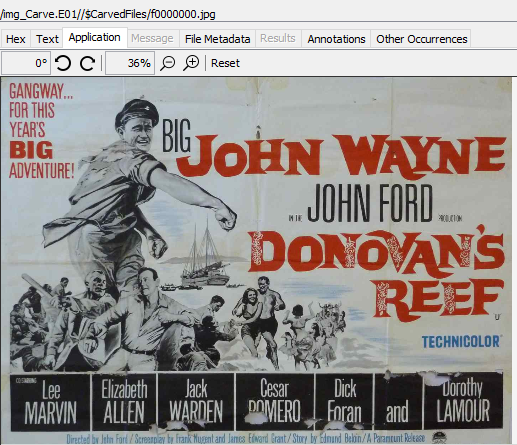 /img_Carve.E01//$CarvedFiles/f0000000.jpg
Hex Text Application Message File Metadata Results Annotations Other Occurrences
0° 36% Reset
GANGWAY...
FOR THIS
YEAR'S
BIG
ADVENTURE!
BIG JOHN WAYNE
IN THE JOHN FORD PRODUCTION
DONOVAN'S
REEF
U
TECHNICOLOR
CO-STARRING
Lee MARVIN
Elizabeth ALLEN
Jack WARDEN
Cesar ROMERO
Dick Foran
and
Dorothy LAMOUR
Directed by John Ford / Screenplay by Frank Nugent and James Edward Grant / Story by Edmund Beloin / A Paramount Release